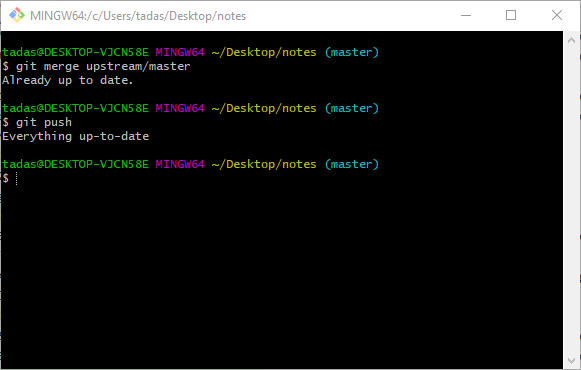 MINGW64:/c/Users/tadas/Desktop/notes
tadas@DESKTOP-VJCN58E MINGW64 ~/Desktop/notes (master)
$ git merge upstream/master
Already up to date.
tadas@DESKTOP-VJCN58E MINGW64 ~/Desktop/notes (master)
$ git push
Everything up-to-date
tadas@DESKTOP-VJCN58E MINGW64 ~/Desktop/notes (master)
$